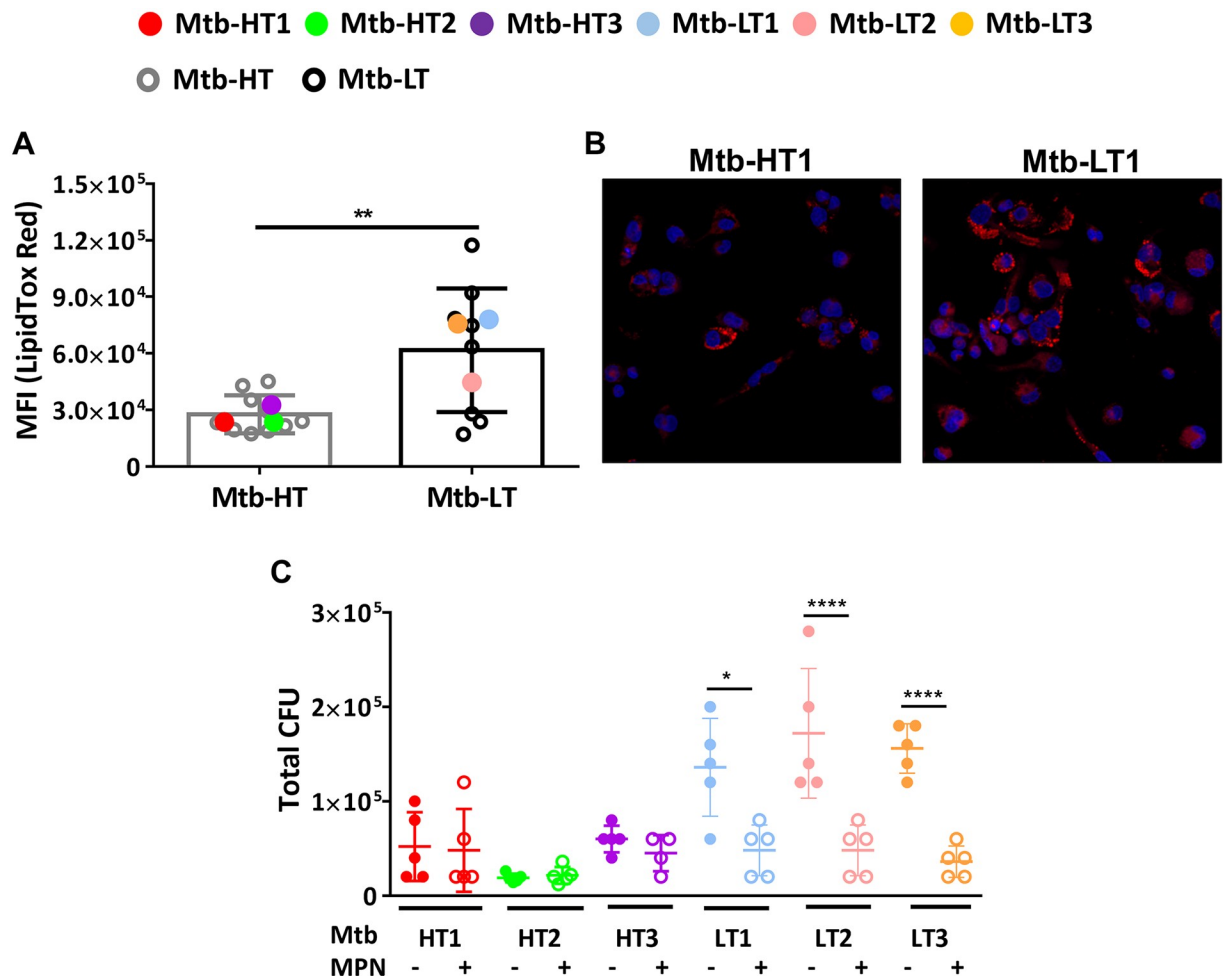 Mtb-HT1 Mtb-HT2 Mtb-HT3 Mtb-LT1 Mtb-LT2 Mtb-LT3
Mtb-HT Mtb-LT
A
MFI (LipidTox Red)
1.5×10⁵
1.2×10⁵
9.0×10⁴
6.0×10⁴
3.0×10⁴
0
**
Mtb-HT Mtb-LT
B
Mtb-HT1 Mtb-LT1
C
Total CFU
3×10⁵
2×10⁵
1×10⁵
0
* **** ****
Mtb HT1 HT2 HT3 LT1 LT2 LT3
MPN - + - + - + - + - + - +